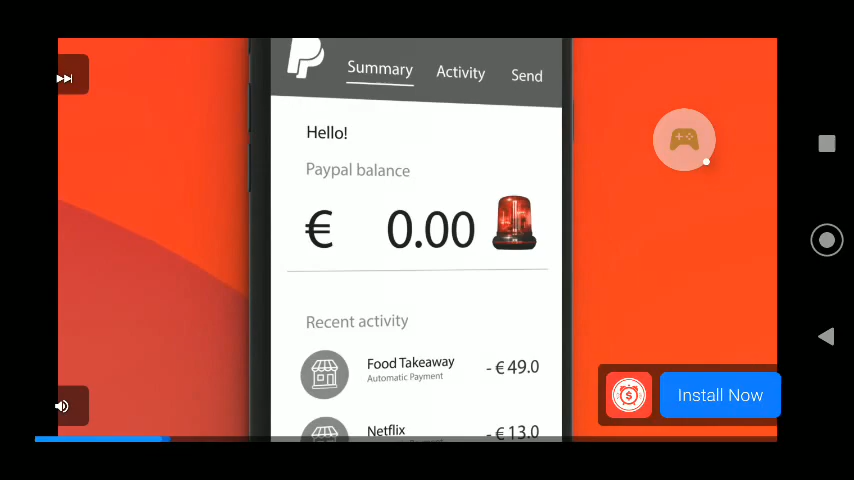 Summary Activity Send
Hello!
Paypal balance
€ 0.00
Recent activity
Food Takeaway - € 49.0
Automatic Payment
Netflix - € 13.0
Install Now